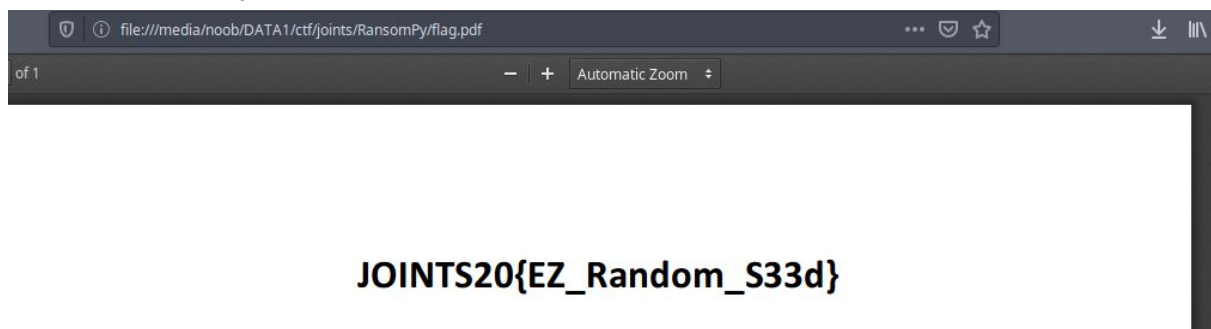 file:///media/noob/DATA1/ctf/joints/RansomPy/flag.pdf
of 1
Automatic Zoom
JOINTS20{EZ_Random_S33d}